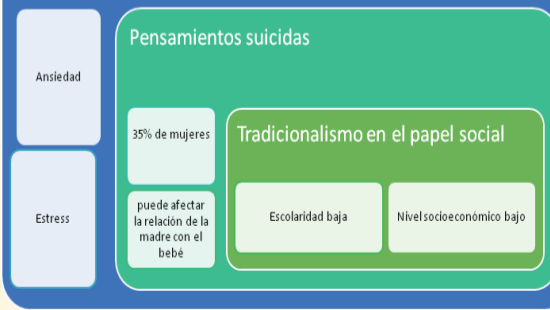 Pensamientos suicidas
Ansiedad
35% de mujeres
Tradicionalismo en el papel social
puede afectar
la relación de la
madre con el
bebé
Estress
Escolaridad baja
Nivel socioeconómico bajo